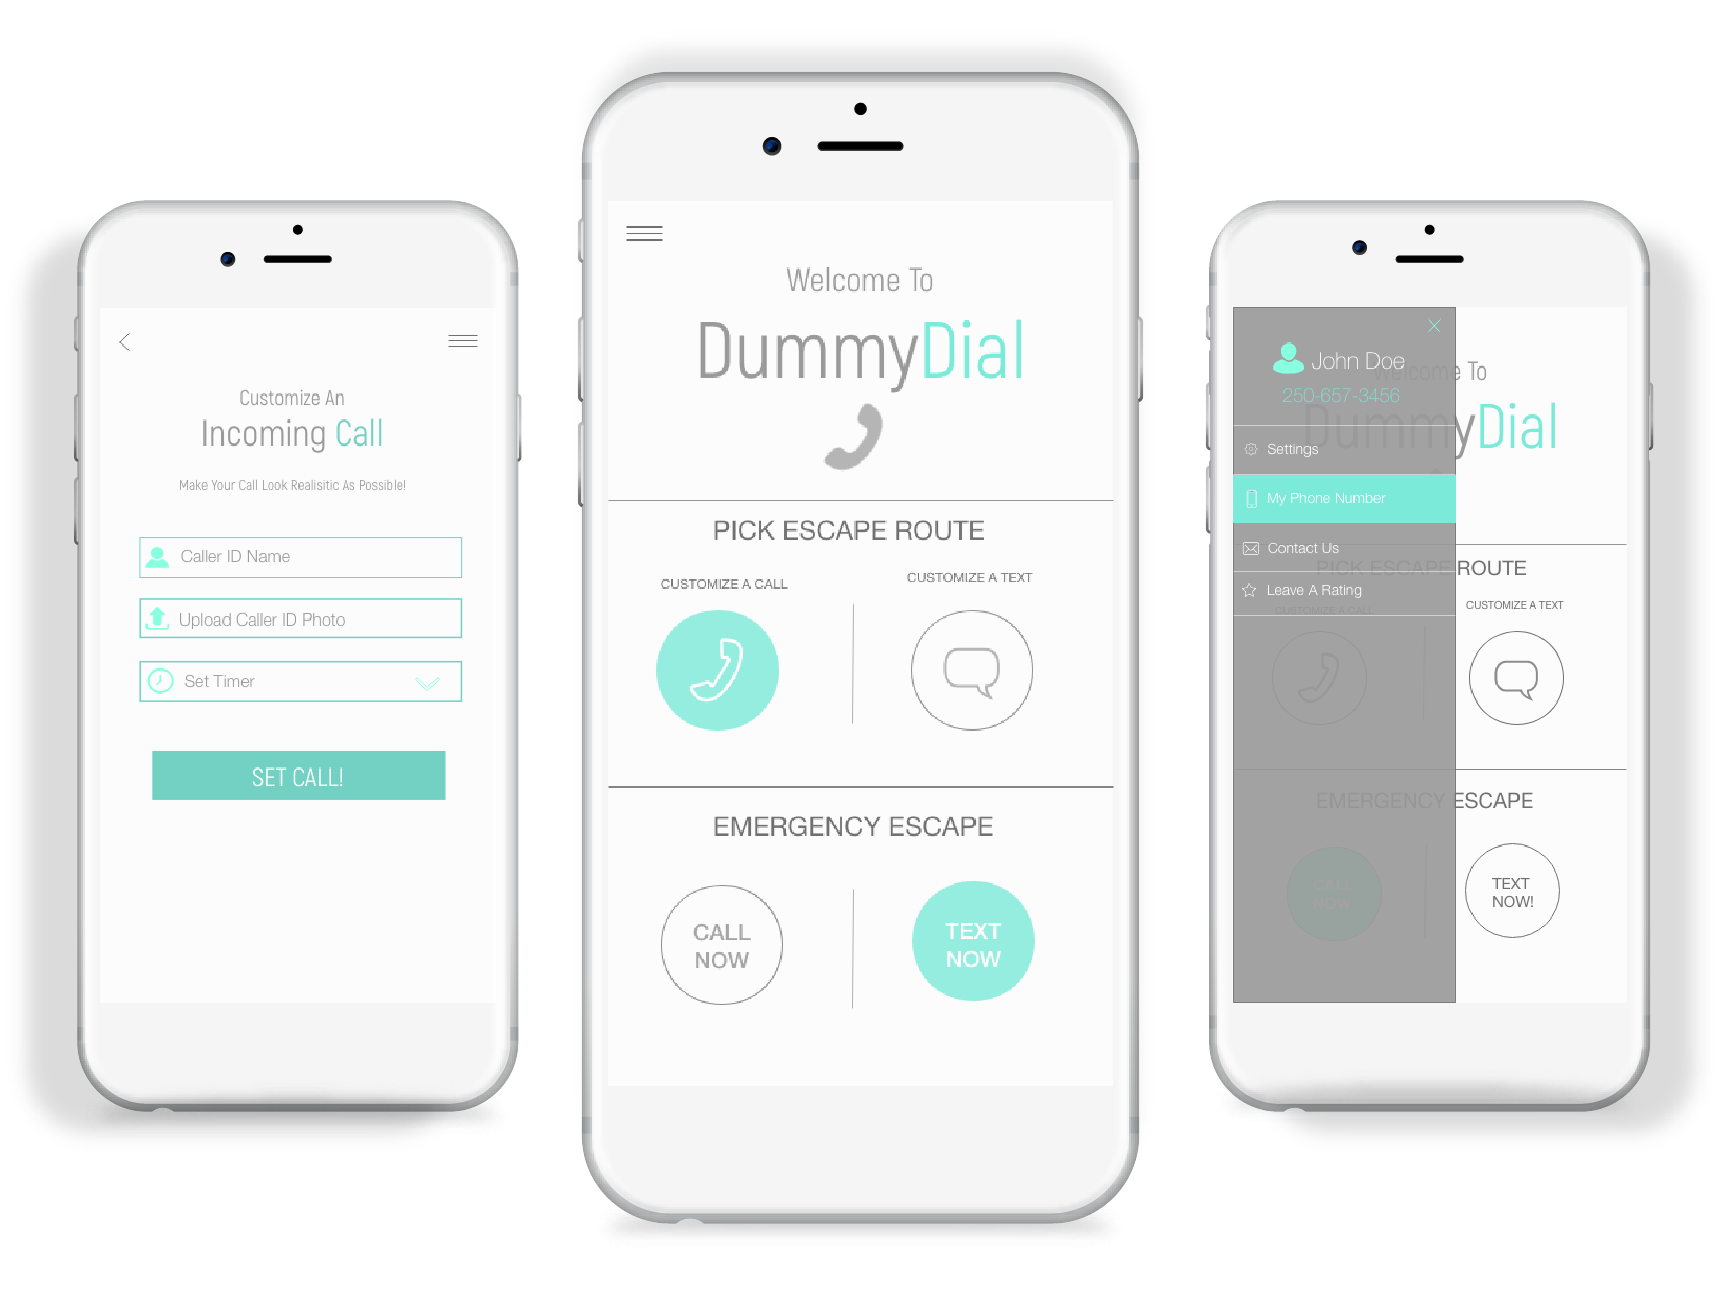 Customize An
Incoming Call
Make Your Call Look Realisitic As Possible!
Caller ID Name
Upload Caller ID Photo
Set Timer
SET CALL!
Welcome To
DummyDial
PICK ESCAPE ROUTE
CUSTOMIZE A CALL
CUSTOMIZE A TEXT
EMERGENCY ESCAPE
CALL
NOW
TEXT
NOW
John Doe
250-657-3456
Settings
My Phone Number
Contact Us
Leave A Rating
Welcome To
DummyDial
PICK ESCAPE ROUTE
CUSTOMIZE A CALL
CUSTOMIZE A TEXT
EMERGENCY ESCAPE
CALL
NOW
TEXT
NOW!